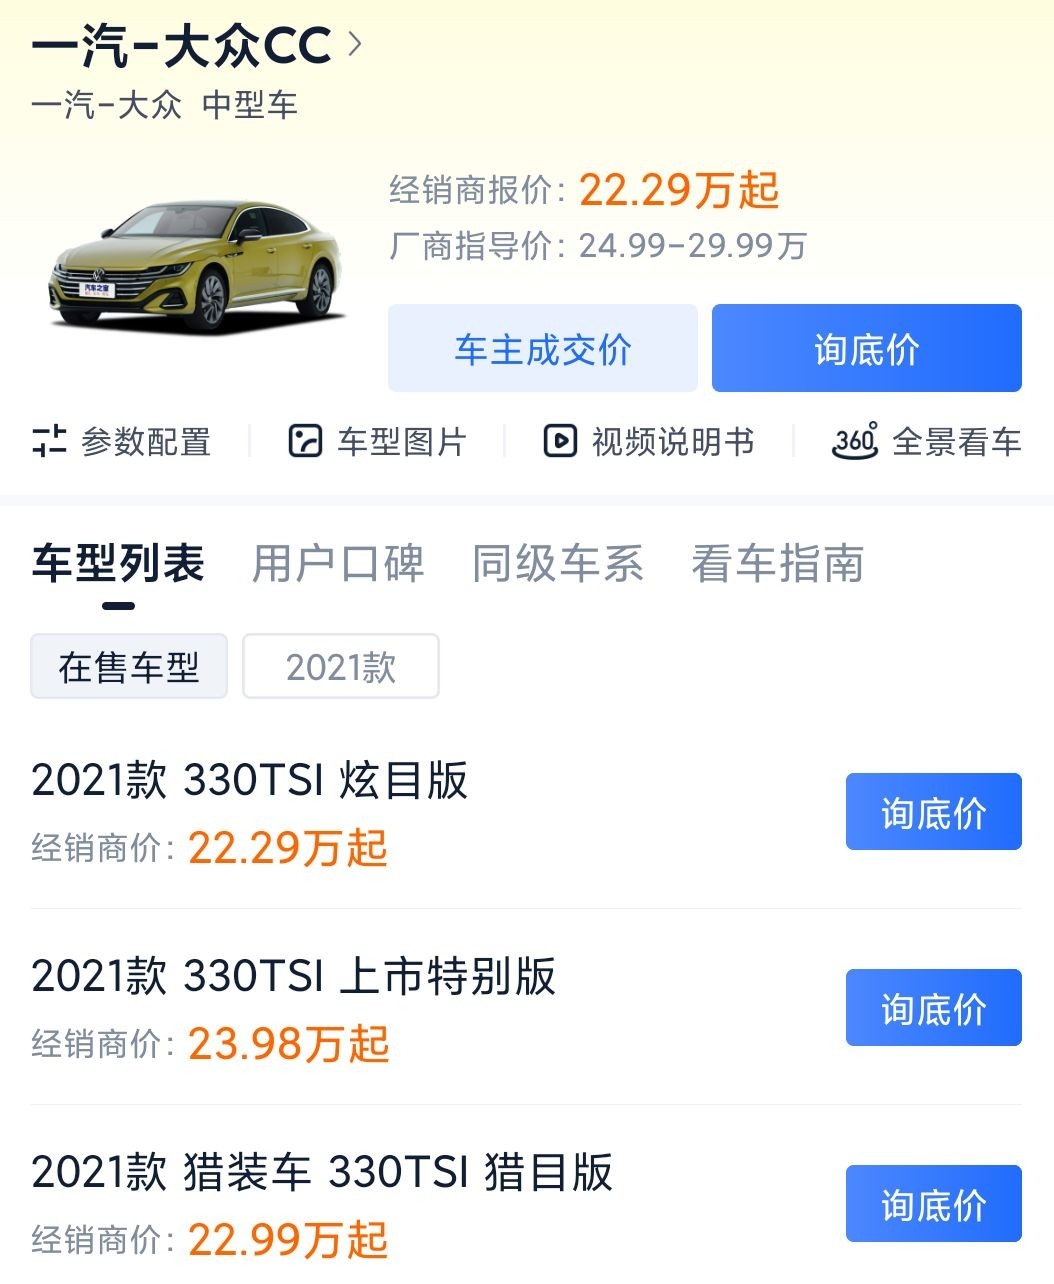 一汽-大众CC
一汽-大众 中型车
经销商报价: 22.29万起
厂商指导价: 24.99-29.99万
汽车之家
车主成交价
询底价
参数配置
车型图片
视频说明书
360° 全景看车
车型列表 用户口碑 同级车系 看车指南
在售车型 2021款
2021款 330TSI 炫目版
经销商价: 22.29万起
询底价
2021款 330TSI 上市特别版
经销商价: 23.98万起
询底价
2021款 猎装车 330TSI 猎目版
经销商价: 22.99万起
询底价